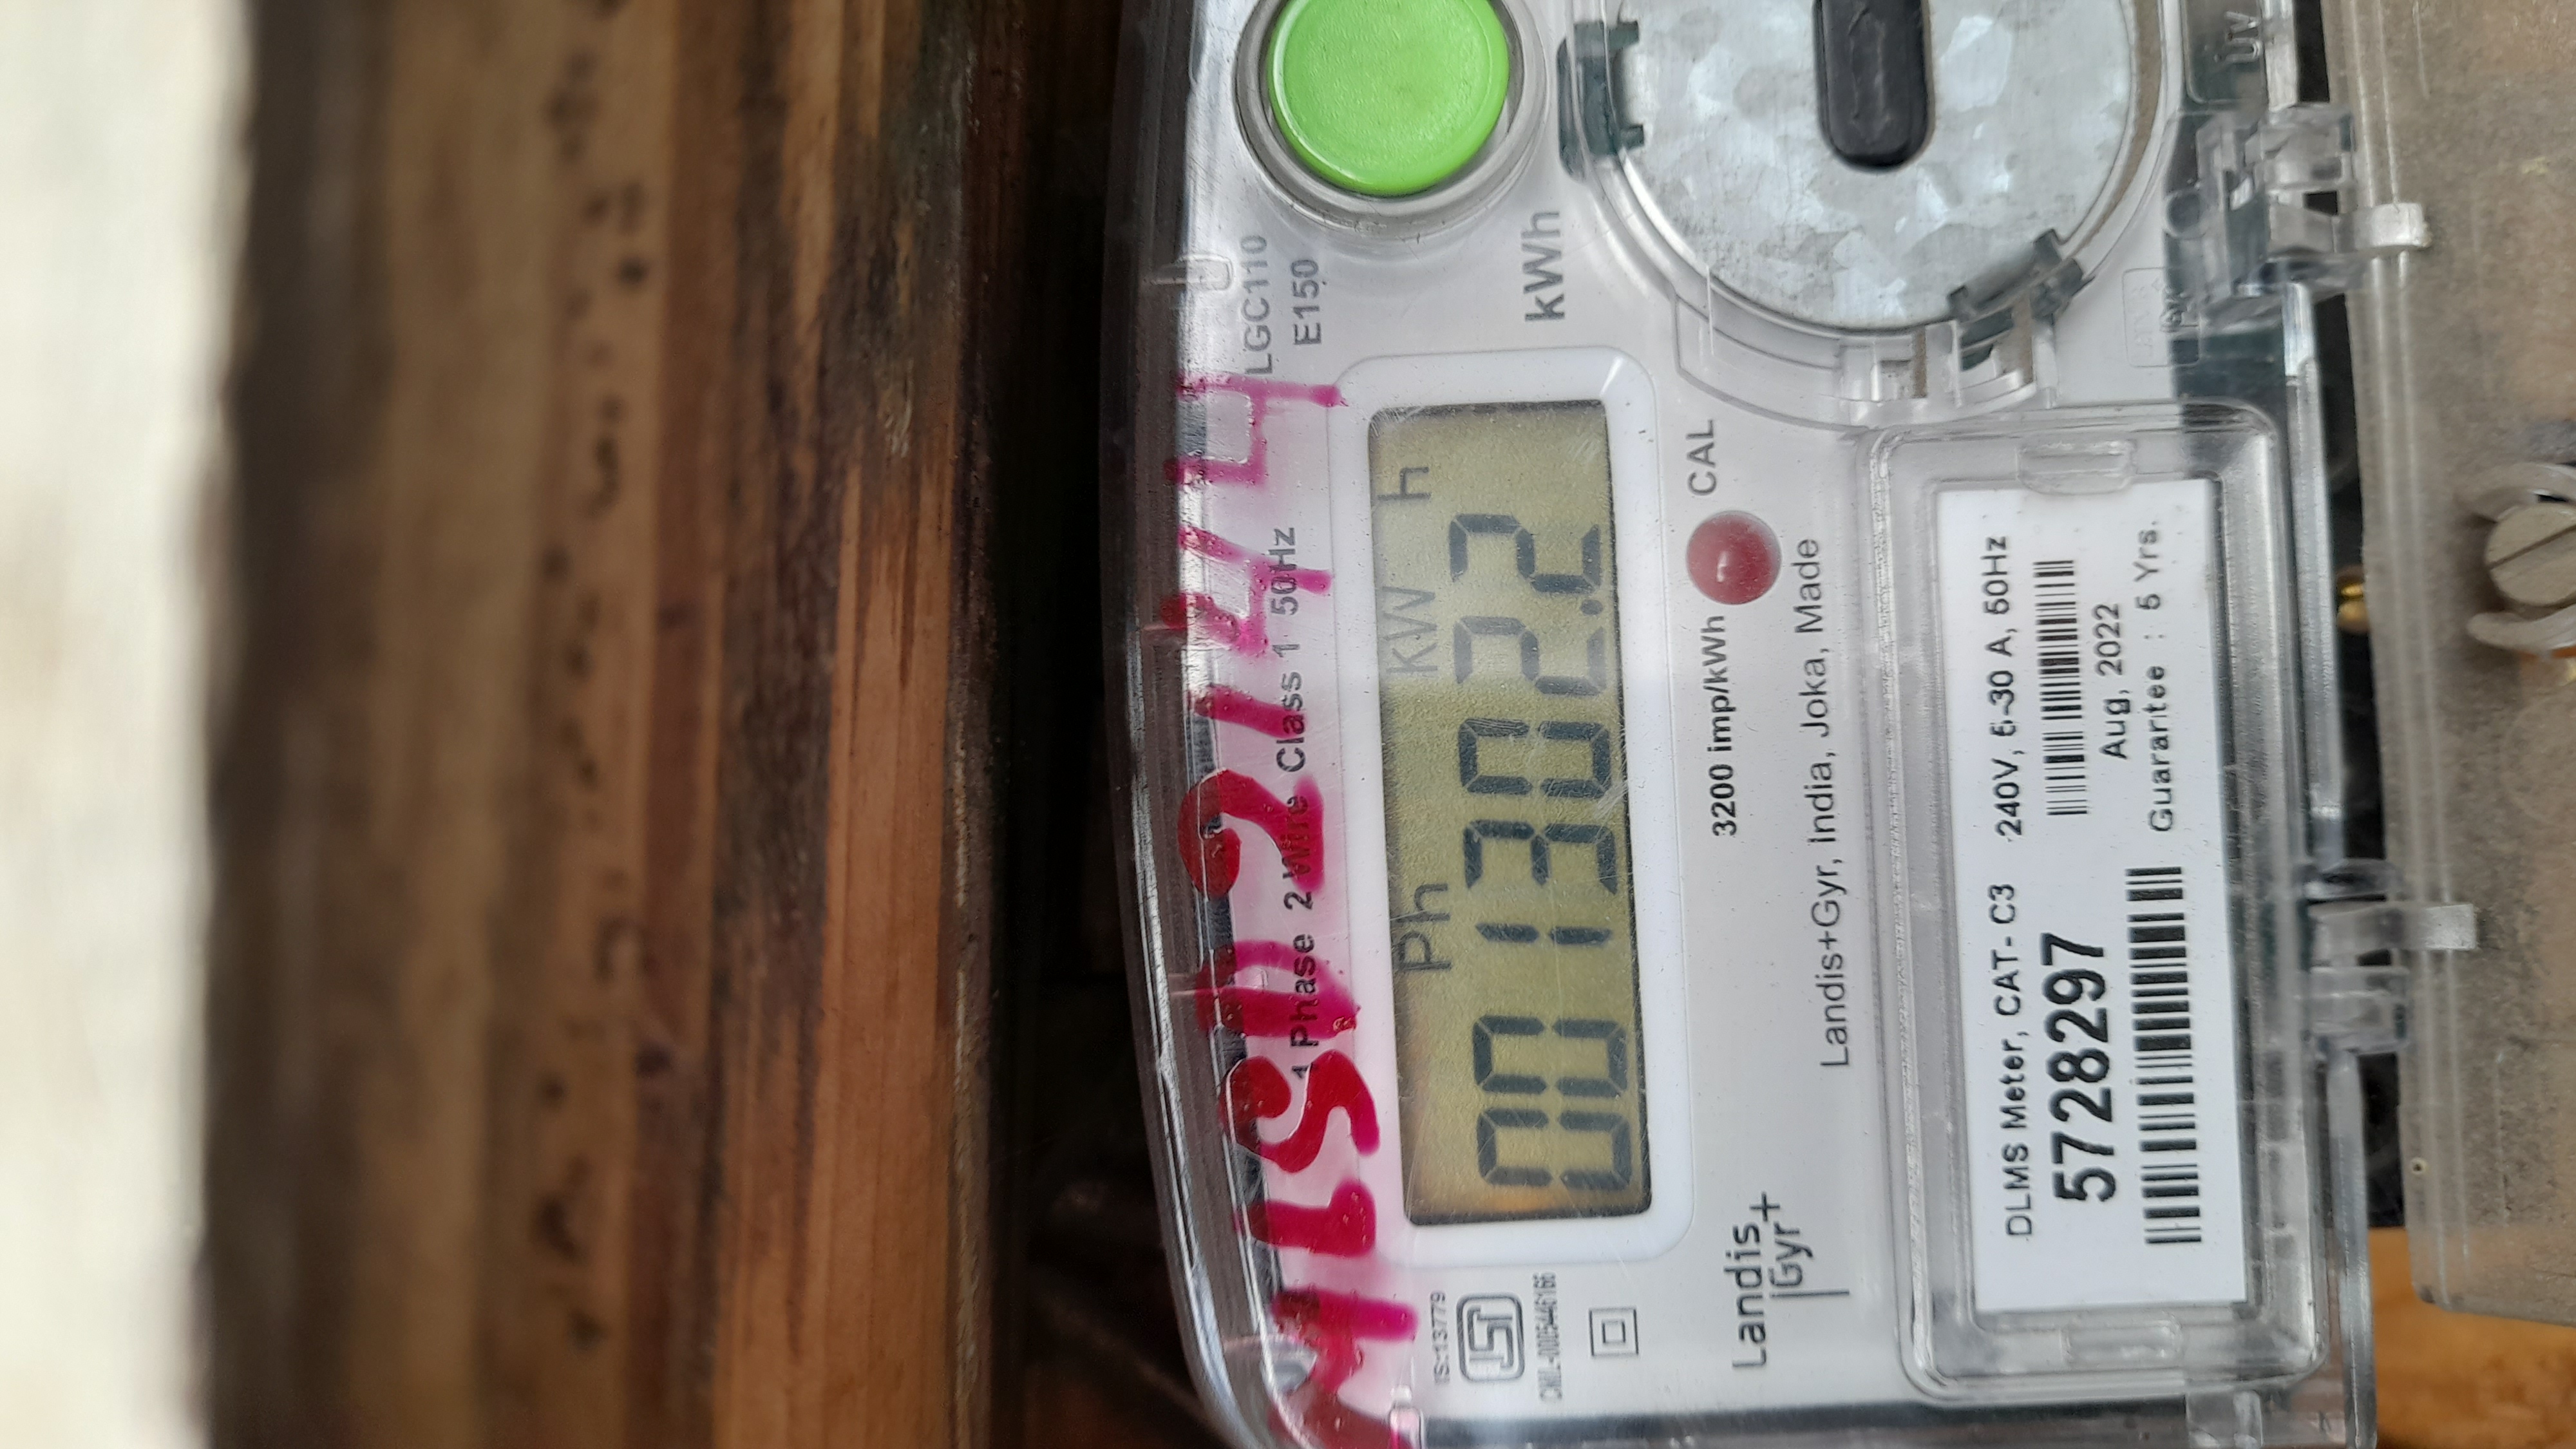 LGC110
E150
1 Phase 2 Wire Class 1 50Hz
IS:13779
Ph kW h
001302.2
kWh
CAL
3200 imp/kWh
Landis
Gyr+
Landis+Gyr, India, Joka, Made
DLMS Meter, CAT- C3 240V, 5-30 A, 50Hz
5728297
Aug, 2022
Guarantee : 5 Yrs.